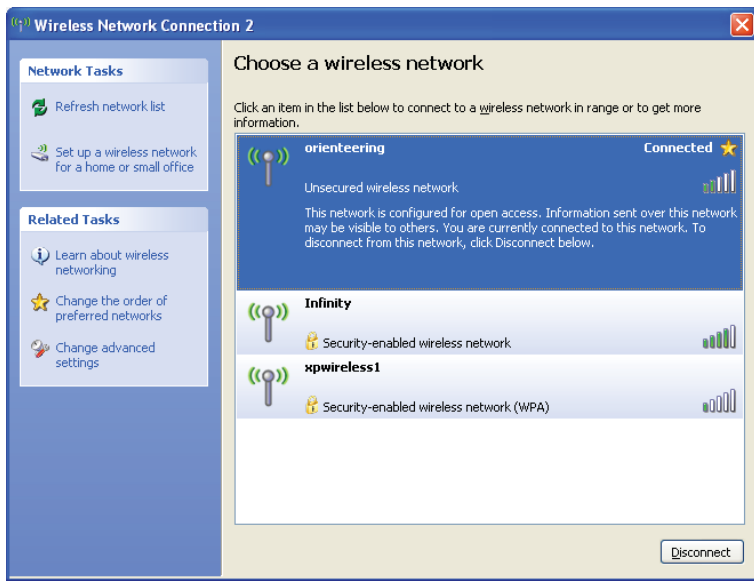 Wireless Network Connection 2
Network Tasks
Refresh network list
Set up a wireless network
for a home or small office
Related Tasks
Learn about wireless
networking
Change the order of
preferred networks
Change advanced
settings
Choose a wireless network
Click an item in the list below to connect to a wireless network in range or to get more
information.
orienteering Connected
Unsecured wireless network
This network is configured for open access. Information sent over this network
may be visible to others. You are currently connected to this network. To
disconnect from this network, click Disconnect below.
Infinity
Security-enabled wireless network
xpwireless1
Security-enabled wireless network (WPA)
Disconnect